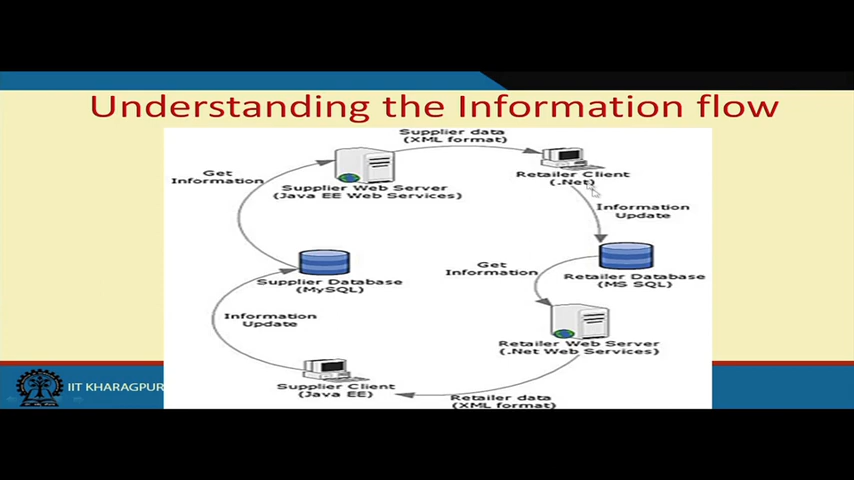 Understanding the Information flow
Supplier data
(XML format)
Get
Information
Supplier Web Server
(Java EE Web Services)
Retailer Client
(.Net)
Information
Update
Supplier Database
(MySQL)
Get
Information
Retailer Database
(MS SQL)
Information
Update
Retailer Web Server
(.Net Web Services)
Supplier Client
(Java EE)
Retailer data
(XML format)
IIT KHARAGPUR